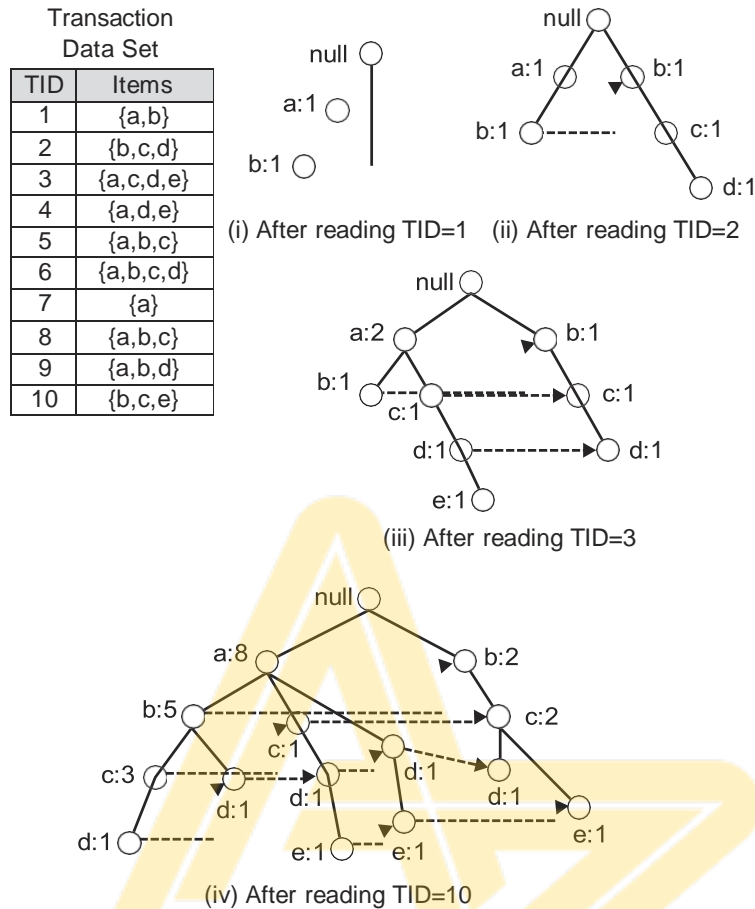 Transaction
Data Set
TID Items
1 {a,b}
2 {b,c,d}
3 {a,c,d,e}
4 {a,d,e}
5 {a,b,c}
6 {a,b,c,d}
7 {a}
8 {a,b,c}
9 {a,b,d}
10 {b,c,e}
null
a:1
b:1
(i) After reading TID=1
null
a:1 b:1
b:1 c:1
d:1
(ii) After reading TID=2
null
a:2 b:1
b:1 c:1 c:1
d:1 d:1
e:1
(iii) After reading TID=3
null
a:8 b:2
b:5 c:1 c:2
c:3 d:1 d:1 d:1 d:1
d:1 e:1 e:1 e:1
(iv) After reading TID=10